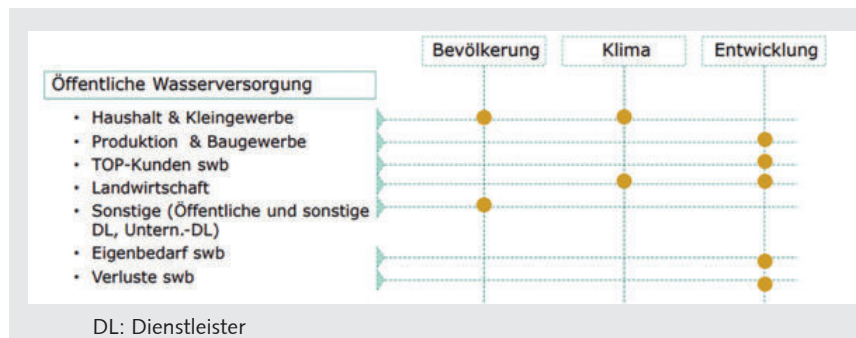 Bevölkerung Klima Entwicklung
Öffentliche Wasserversorgung
• Haushalt & Kleingewerbe
• Produktion & Baugewerbe
• TOP-Kunden swb
• Landwirtschaft
• Sonstige (Öffentliche und sonstige
DL, Untern.-DL)
• Eigenbedarf swb
• Verluste swb
DL: Dienstleister